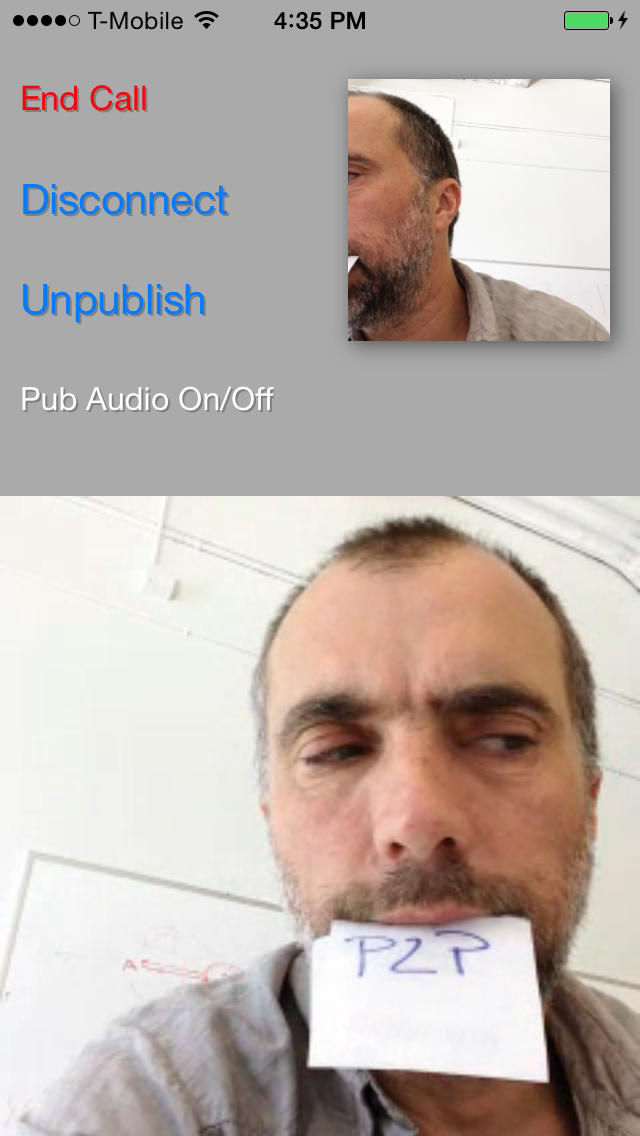 T-Mobile 4:35 PM
End Call
Disconnect
Unpublish
Pub Audio On/Off
P2P
A